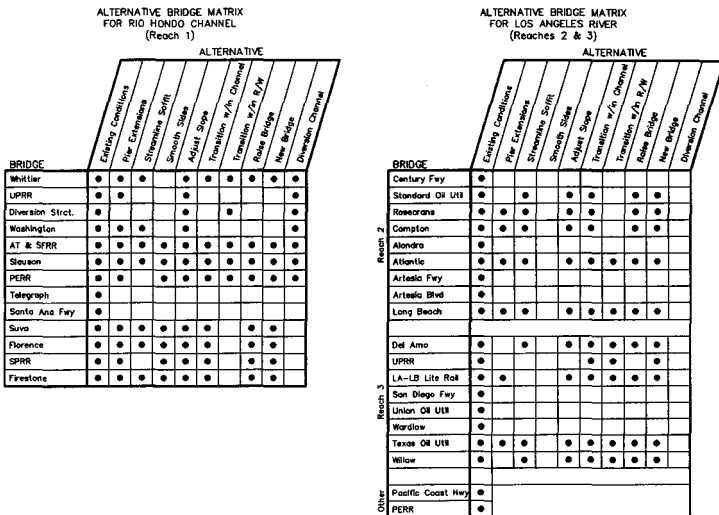 ALTERNATIVE BRIDGE MATRIX
FOR RIO HONDO CHANNEL
(Reach 1)
ALTERNATIVE
Existing Conditions
Pier Extensions
Streamline Soffit
Smooth Sides
Adjust Slope
Transition w/in Channel
Transition w/in R/W
Raise Bridge
New Bridge
Diversion Channel
BRIDGE
Whittier
UPRR
Diversion Strct.
Washington
AT & SFRR
Slauson
PERR
Telegraph
Santa Ana Fwy
Suva
Florence
SPRR
Firestone
ALTERNATIVE BRIDGE MATRIX
FOR LOS ANGELES RIVER
(Reaches 2 & 3)
ALTERNATIVE
Existing Conditions
Pier Extensions
Streamline Soffit
Smooth Sides
Adjust Slope
Transition w/in Channel
Transition w/in R/W
Raise Bridge
New Bridge
Diversion Channel
BRIDGE
Reach 2
Century Fwy
Standard Oil Util
Rosecrans
Compton
Alondra
Atlantic
Artesia Fwy
Artesia Blvd
Long Beach
Reach 3
Del Amo
UPRR
LA-LB Lite Rail
San Diego Fwy
Union Oil Util
Wardlow
Texas Oil Util
Willow
Other
Pacific Coast Hwy
PERR